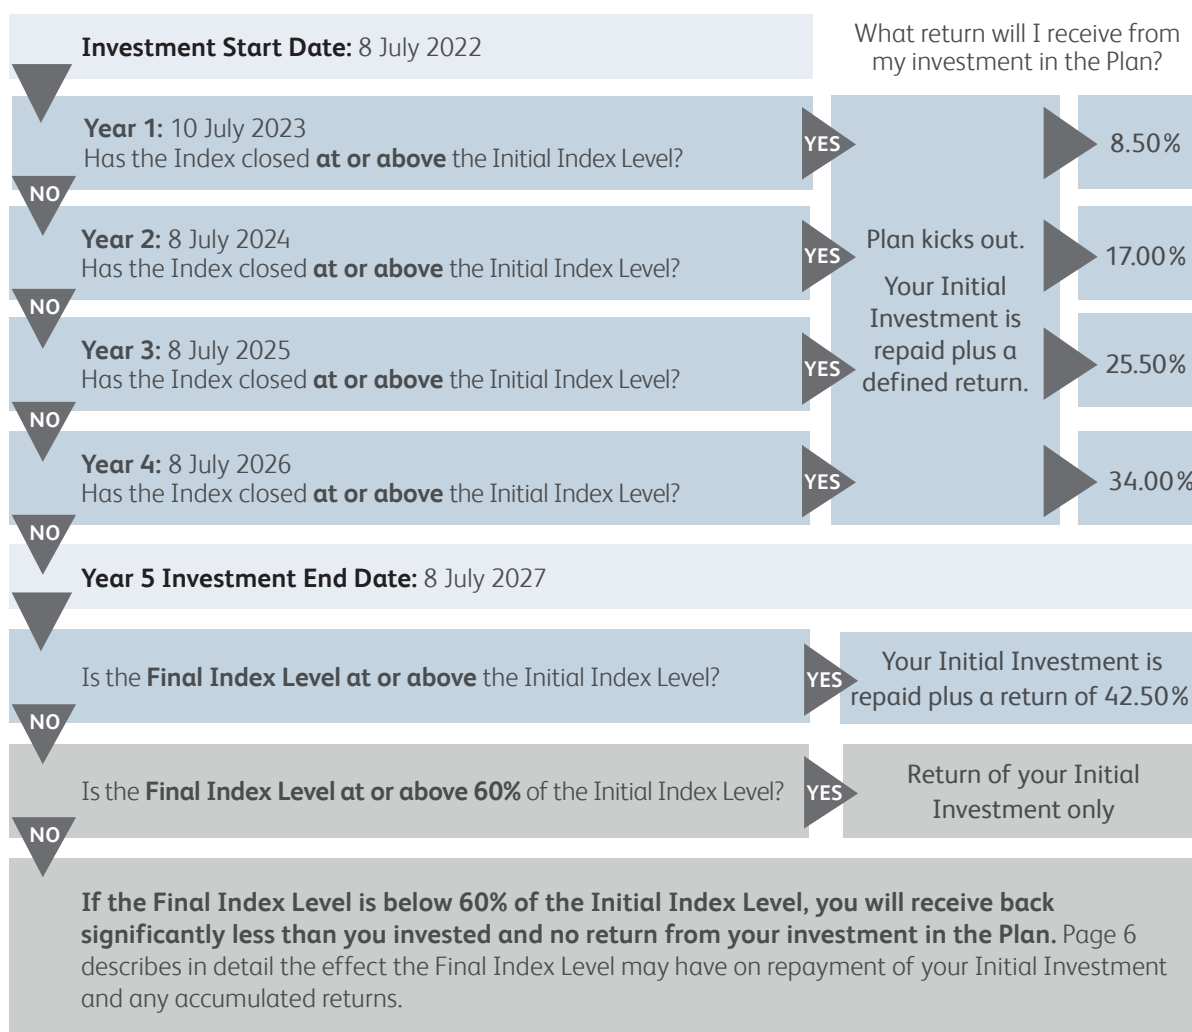 Investment Start Date: 8 July 2022
What return will I receive from
my investment in the Plan?
Year 1: 10 July 2023
Has the Index closed at or above the Initial Index Level?
YES
8.50%
NO
Year 2: 8 July 2024
Has the Index closed at or above the Initial Index Level?
YES
Plan kicks out.
Your Initial
Investment is
repaid plus a
defined return.
17.00%
NO
Year 3: 8 July 2025
Has the Index closed at or above the Initial Index Level?
YES
25.50%
NO
Year 4: 8 July 2026
Has the Index closed at or above the Initial Index Level?
YES
34.00%
NO
Year 5 Investment End Date: 8 July 2027
Is the Final Index Level at or above the Initial Index Level?
YES
Your Initial Investment is
repaid plus a return of 42.50%
NO
Is the Final Index Level at or above 60% of the Initial Index Level?
YES
Return of your Initial
Investment only
NO
If the Final Index Level is below 60% of the Initial Index Level, you will receive back
significantly less than you invested and no return from your investment in the Plan. Page 6
describes in detail the effect the Final Index Level may have on repayment of your Initial Investment
and any accumulated returns.